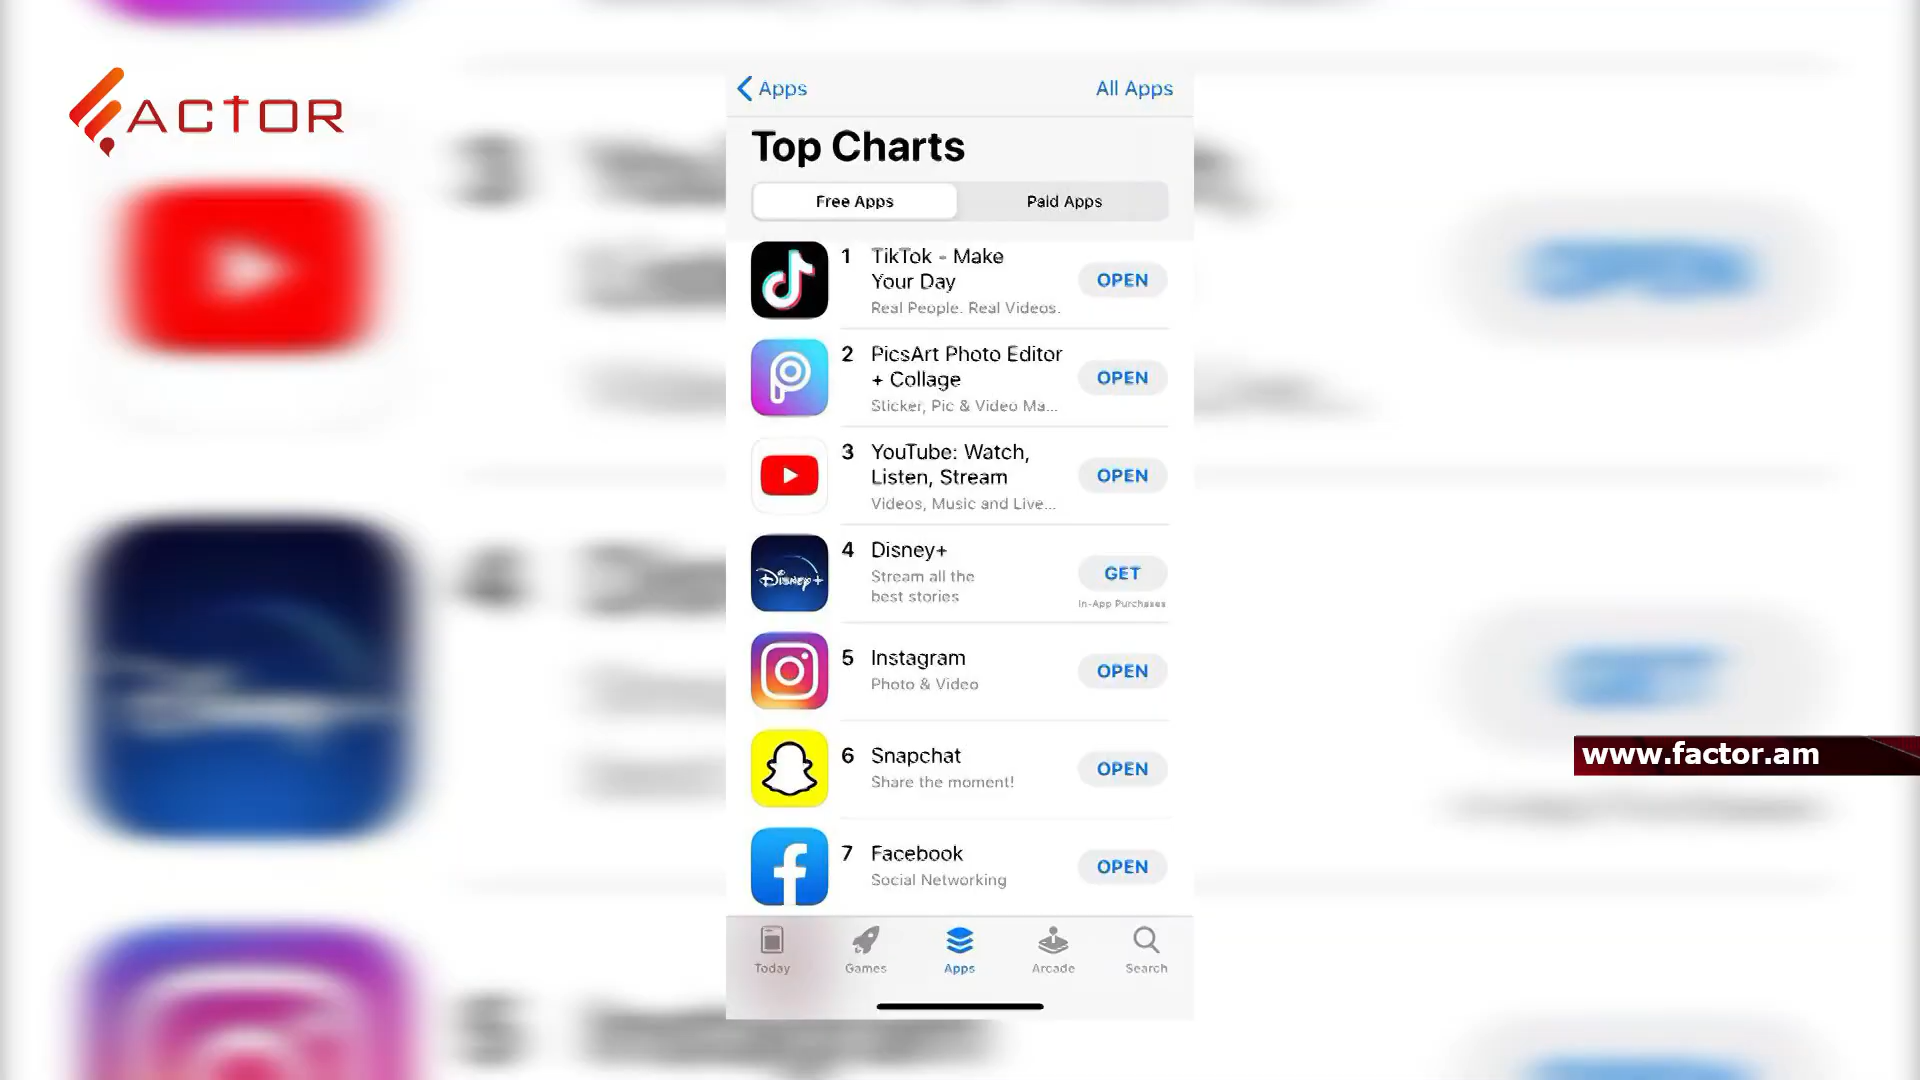 ACTOR
Apps
All Apps
Top Charts
Free Apps
Paid Apps
1 TikTok - Make
Your Day
Real People. Real Videos.
OPEN
2 PicsArt Photo Editor
+ Collage
Sticker, Pic & Video Ma...
OPEN
3 YouTube: Watch,
Listen, Stream
Videos, Music and Live...
OPEN
Disney+
4 Disney+
Stream all the
best stories
GET
In-App Purchases
5 Instagram
Photo & Video
OPEN
6 Snapchat
Share the moment!
OPEN
7 Facebook
Social Networking
OPEN
www.factor.am
Today
Games
Apps
Arcade
Search